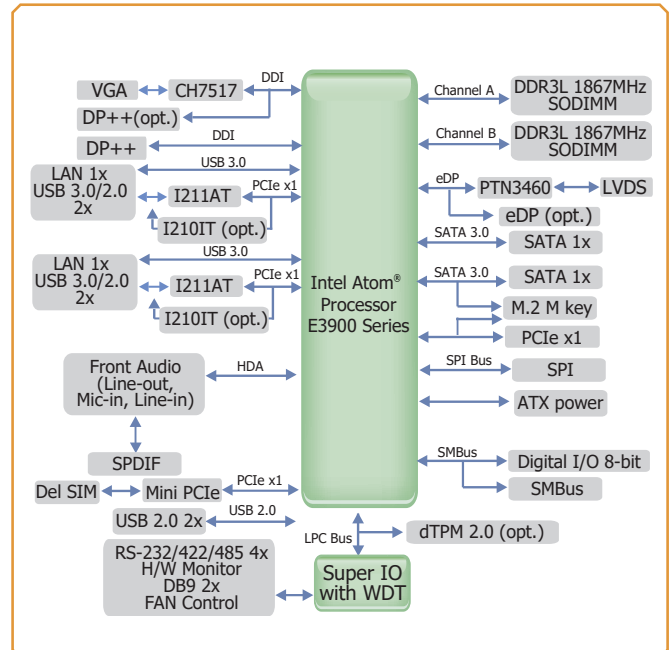 DDI
VGA
CH7517
DP++(opt.)
DDI
DP++
USB 3.0
LAN 1x
USB 3.0/2.0
2x
I211AT
PCIe x1
I210IT (opt.)
USB 3.0
LAN 1x
USB 3.0/2.0
2x
I211AT
PCIe x1
I210IT (opt.)
Front Audio
(Line-out,
Mic-in, Line-in)
HDA
SPDIF
Del SIM
Mini PCIe
PCIe x1
USB 2.0 2x
USB 2.0
RS-232/422/485 4x
H/W Monitor
DB9 2x
FAN Control
Intel Atom®
Processor
E3900 Series
LPC Bus
dTPM 2.0 (opt.)
Super IO
with WDT
Channel A
DDR3L 1867MHz
SODIMM
Channel B
DDR3L 1867MHz
SODIMM
eDP
PTN3460
LVDS
eDP (opt.)
SATA 3.0
SATA 1x
SATA 3.0
SATA 1x
M.2 M key
PCIe x1
SPI Bus
SPI
ATX power
SMBus
Digital I/O 8-bit
SMBus